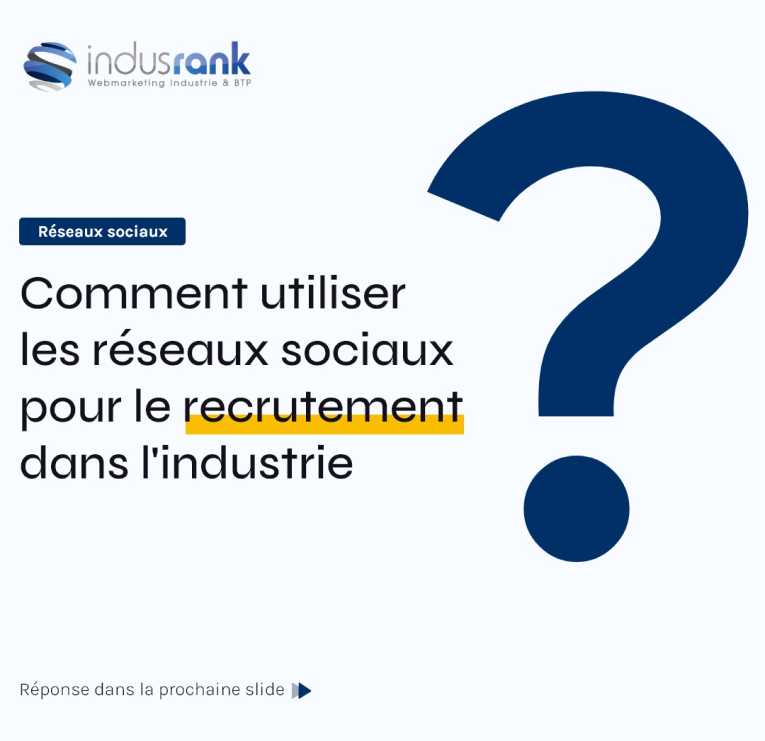 indusrank
Webmarketing Industrie & BTP
Réseaux sociaux
Comment utiliser
les réseaux sociaux
pour le recrutement
dans l'industrie
?
Réponse dans la prochaine slide